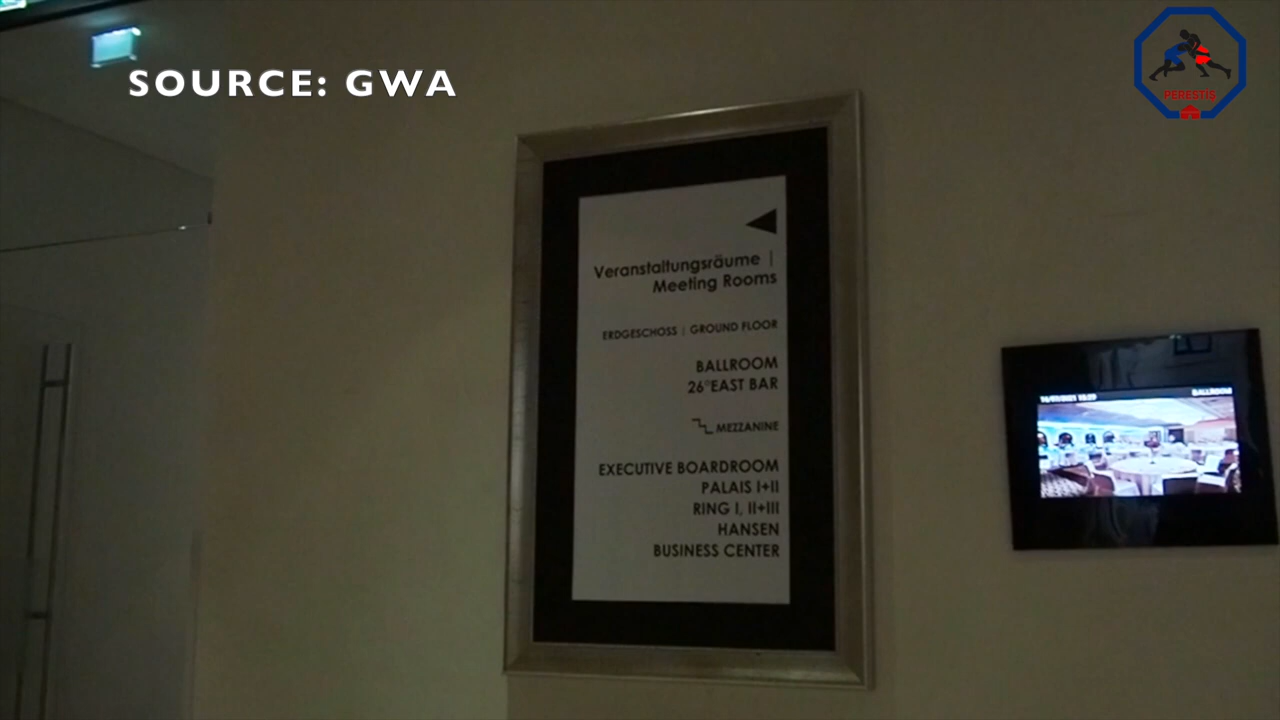 SOURCE: GWA
PERESTIS
Veranstaltungsräume |
Meeting Rooms
ERDGESCHOSS | GROUND FLOOR
BALLROOM
26°EAST BAR
MEZZANINE
EXECUTIVE BOARDROOM
PALAIS I+II
RING I, II+III
HANSEN
BUSINESS CENTER
BALLROOM